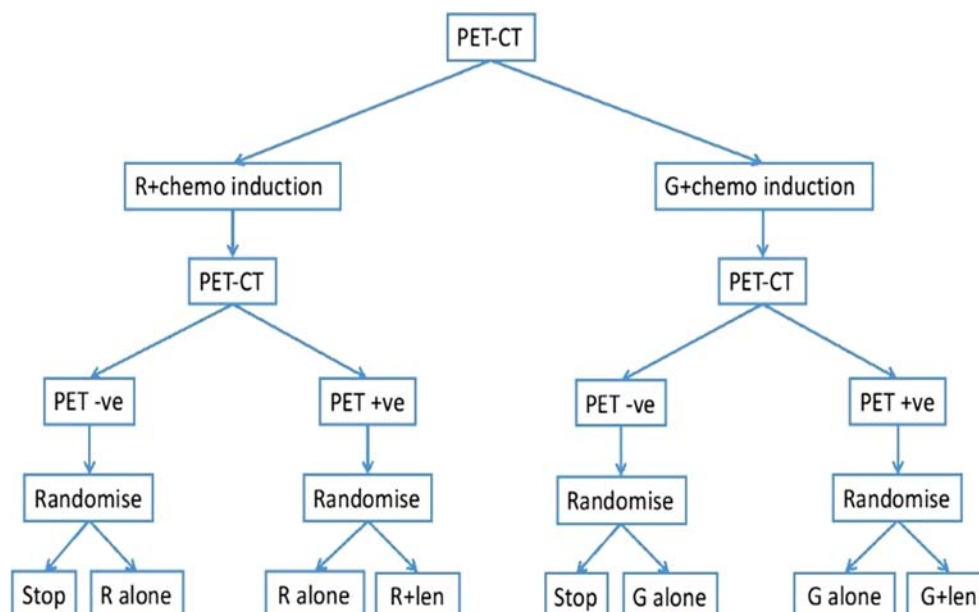 PET-CT
R+chemo induction
G+chemo induction
PET-CT
PET-CT
PET -ve
PET +ve
PET -ve
PET +ve
Randomise
Randomise
Randomise
Randomise
Stop
R alone
R alone
R+len
Stop
G alone
G alone
G+len